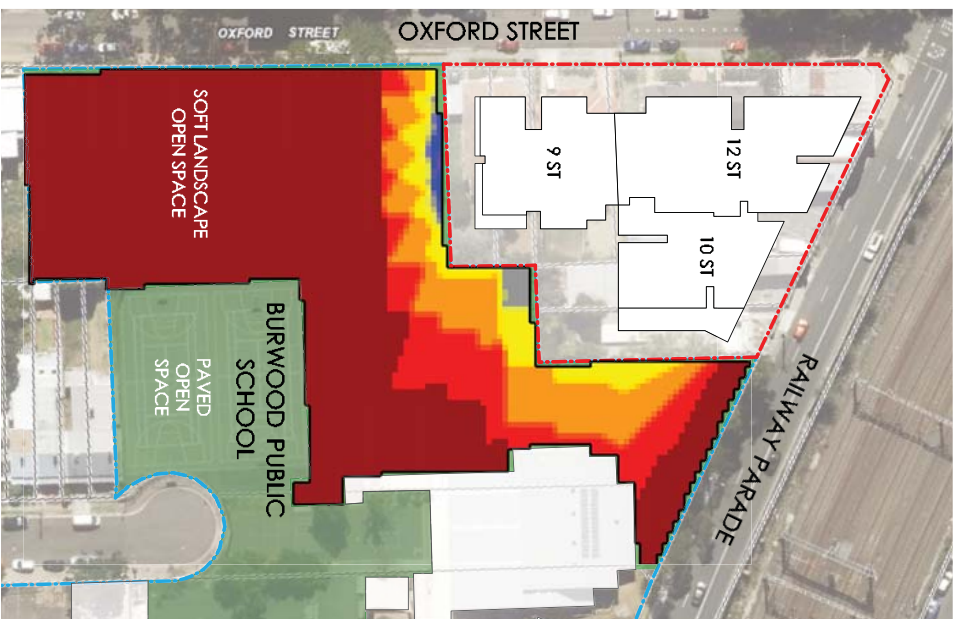 OXFORD STREET
OXFORD STREET
SOFT LANDSCAPE
OPEN SPACE
9 ST
12 ST
10 ST
BURWOOD PUBLIC
SCHOOL
PAVED
OPEN
SPACE
RAILWAY PARADE